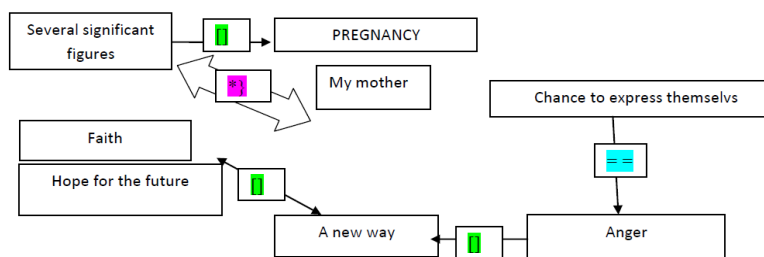 Several significant
figures
[]
PREGNANCY
*}
My mother
Chance to express themselvs
Faith
= =
Hope for the future
[]
A new way
[]
Anger